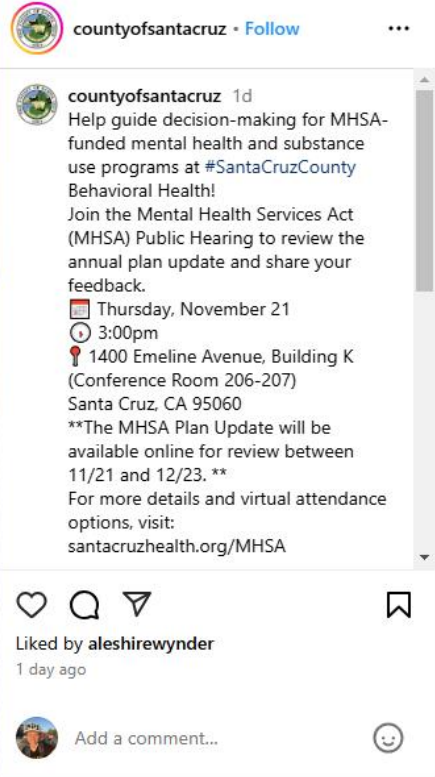 countyofsantacruz • Follow
countyofsantacruz 1d
Help guide decision-making for MHSA-
funded mental health and substance
use programs at #SantaCruzCounty
Behavioral Health!
Join the Mental Health Services Act
(MHSA) Public Hearing to review the
annual plan update and share your
feedback.
Thursday, November 21
3:00pm
1400 Emeline Avenue, Building K
(Conference Room 206-207)
Santa Cruz, CA 95060
**The MHSA Plan Update will be
available online for review between
11/21 and 12/23. **
For more details and virtual attendance
options, visit:
santacruzhealth.org/MHSA
Liked by aleshirewynder
1 day ago
Add a comment...